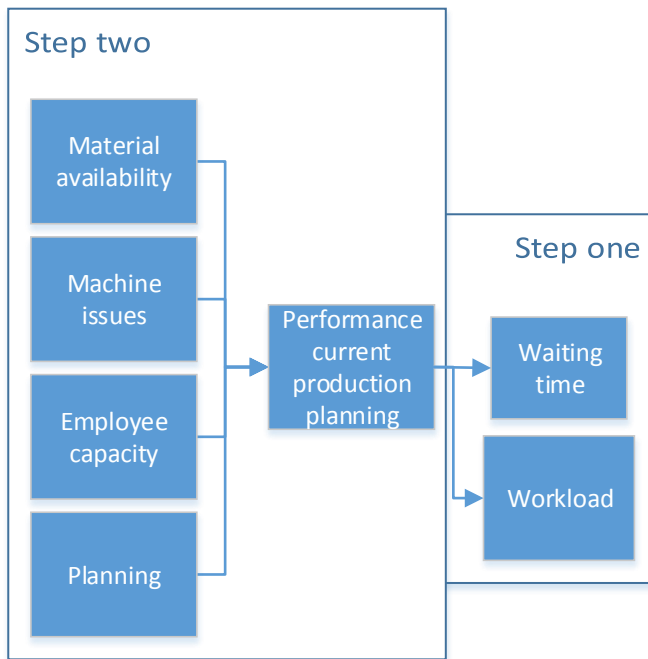 Step two
Material
availability
Machine
issues
Employee
capacity
Planning
Performance
current
production
planning
Step one
Waiting
time
Workload